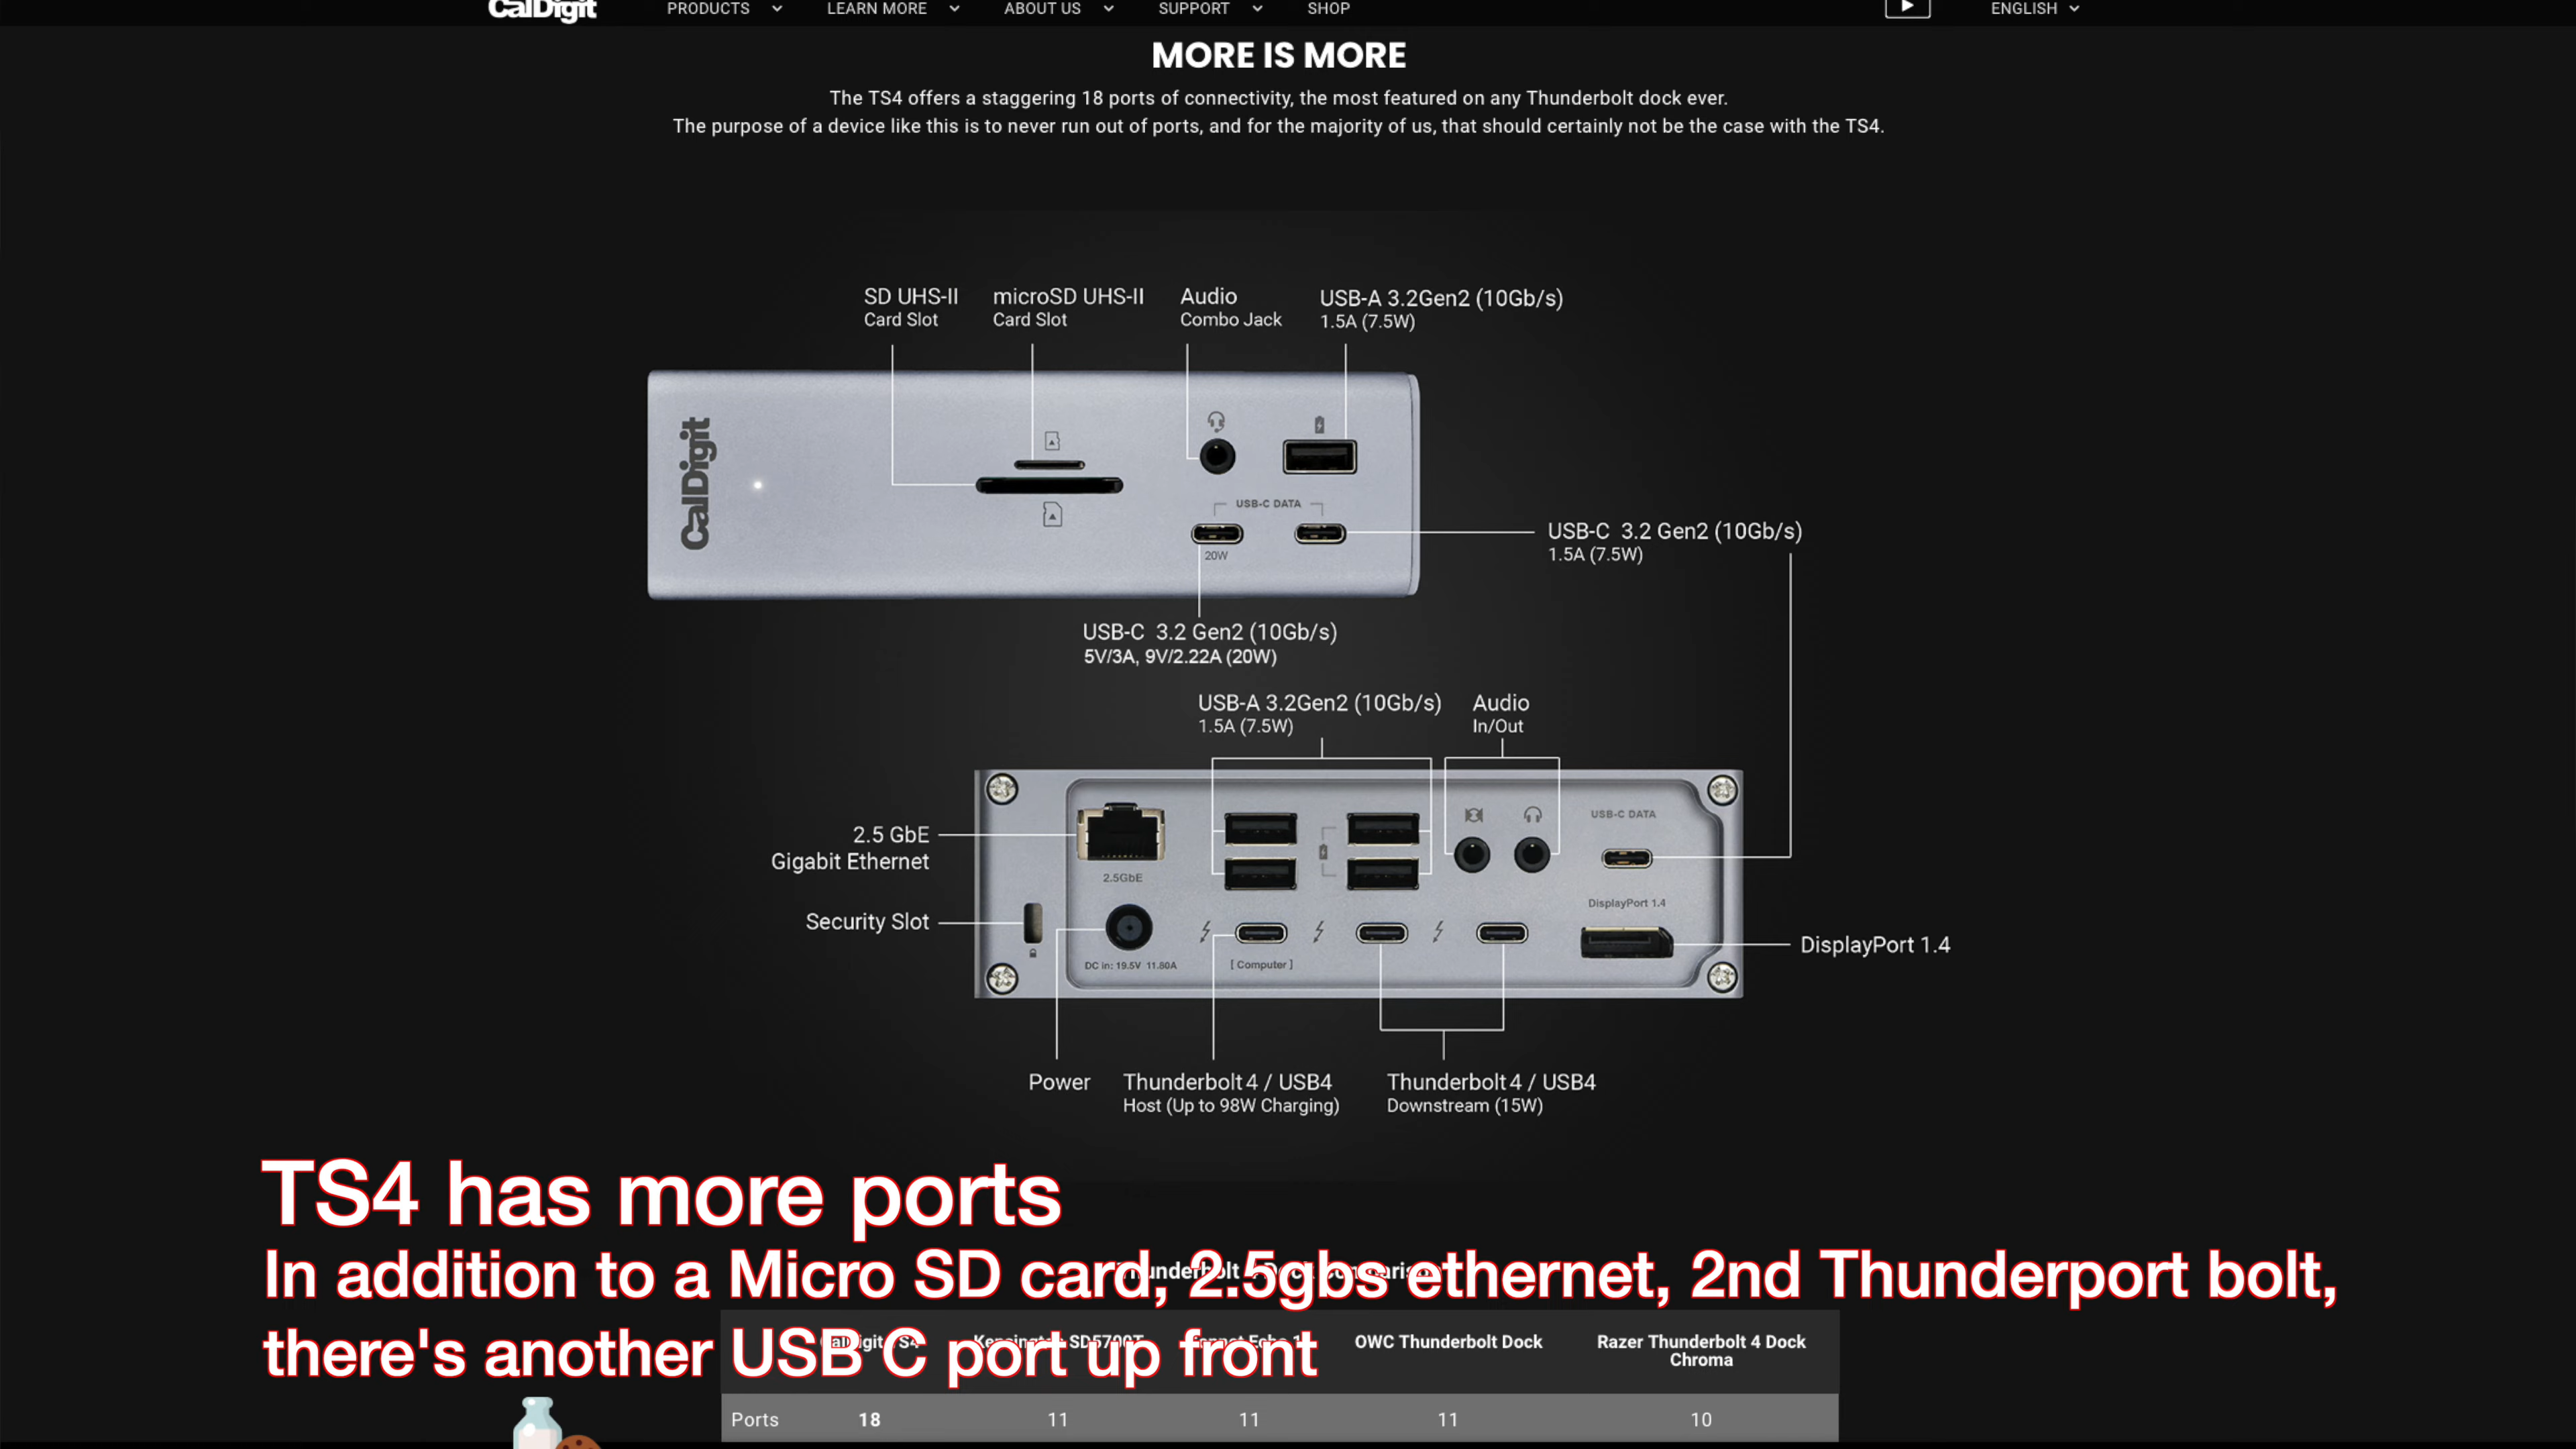 CalDigit
PRODUCTS
LEARN MORE
ABOUT US
SUPPORT
SHOP
ENGLISH
MORE IS MORE
The TS4 offers a staggering 18 ports of connectivity, the most featured on any Thunderbolt dock ever.
The purpose of a device like this is to never run out of ports, and for the majority of us, that should certainly not be the case with the TS4.
SD UHS-II
Card Slot
microSD UHS-II
Card Slot
Audio
Combo Jack
USB-A 3.2Gen2 (10Gb/s)
1.5A (7.5W)
CalDigit
USB-C DATA
20W
USB-C 3.2 Gen2 (10Gb/s)
1.5A (7.5W)
USB-C 3.2 Gen2 (10Gb/s)
5V/3A, 9V/2.22A (20W)
USB-A 3.2Gen2 (10Gb/s)
1.5A (7.5W)
Audio
In/Out
2.5 GbE
Gigabit Ethernet
Security Slot
2.5GbE
DC in: 19.5V 11.80A
[ Computer ]
USB-C DATA
DisplayPort 1.4
DisplayPort 1.4
Power
Thunderbolt 4 / USB4
Host (Up to 98W Charging)
Thunderbolt 4 / USB4
Downstream (15W)
TS4 has more ports
In addition to a Micro SD card, 2.5gbs ethernet, 2nd Thunderport bolt,
there's another USB C port up front
OWC Thunderbolt Dock
Razer Thunderbolt 4 Dock
Chroma
Ports 18 11 11 11 10